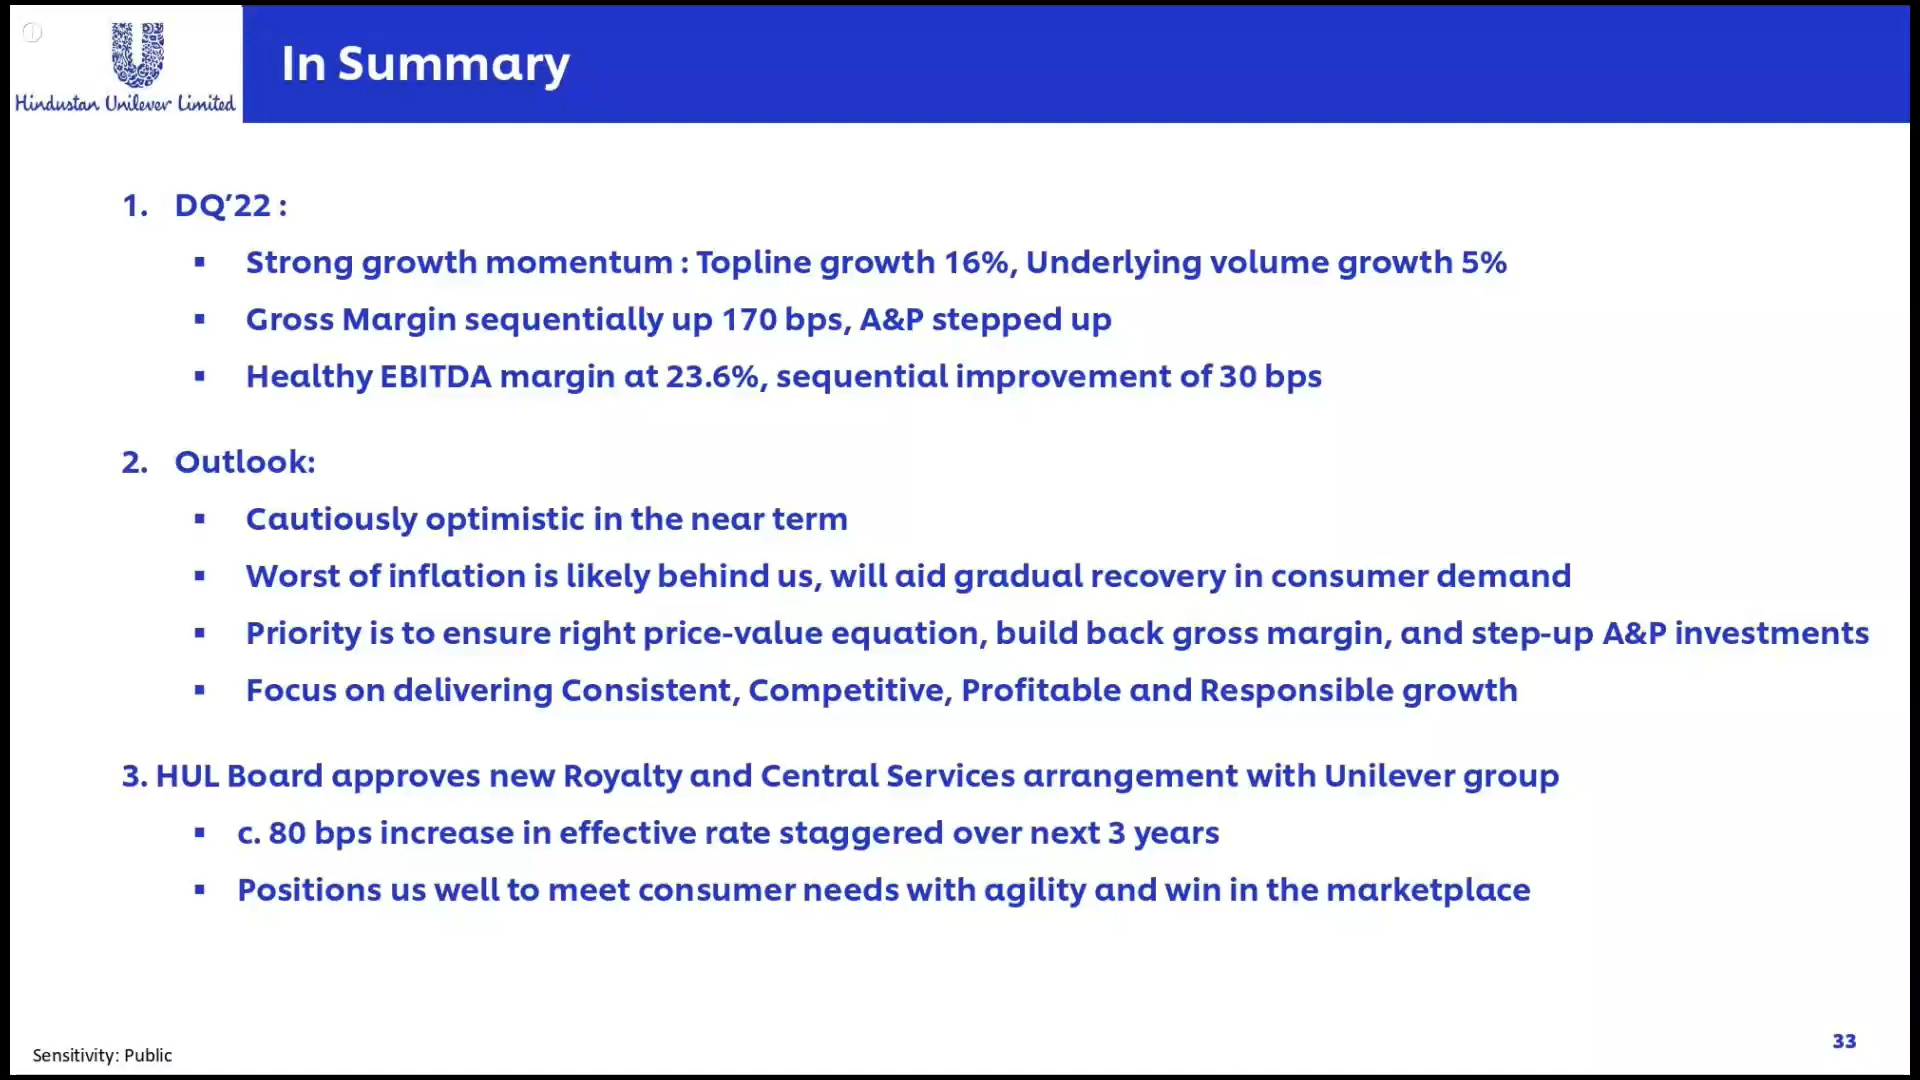 Hindustan Unilever Limited
In Summary
1. DQ'22 :
▪ Strong growth momentum : Topline growth 16%, Underlying volume growth 5%
▪ Gross Margin sequentially up 170 bps, A&P stepped up
▪ Healthy EBITDA margin at 23.6%, sequential improvement of 30 bps
2. Outlook:
▪ Cautiously optimistic in the near term
▪ Worst of inflation is likely behind us, will aid gradual recovery in consumer demand
▪ Priority is to ensure right price-value equation, build back gross margin, and step-up A&P investments
▪ Focus on delivering Consistent, Competitive, Profitable and Responsible growth
3. HUL Board approves new Royalty and Central Services arrangement with Unilever group
▪ c. 80 bps increase in effective rate staggered over next 3 years
▪ Positions us well to meet consumer needs with agility and win in the marketplace
33
Sensitivity: Public